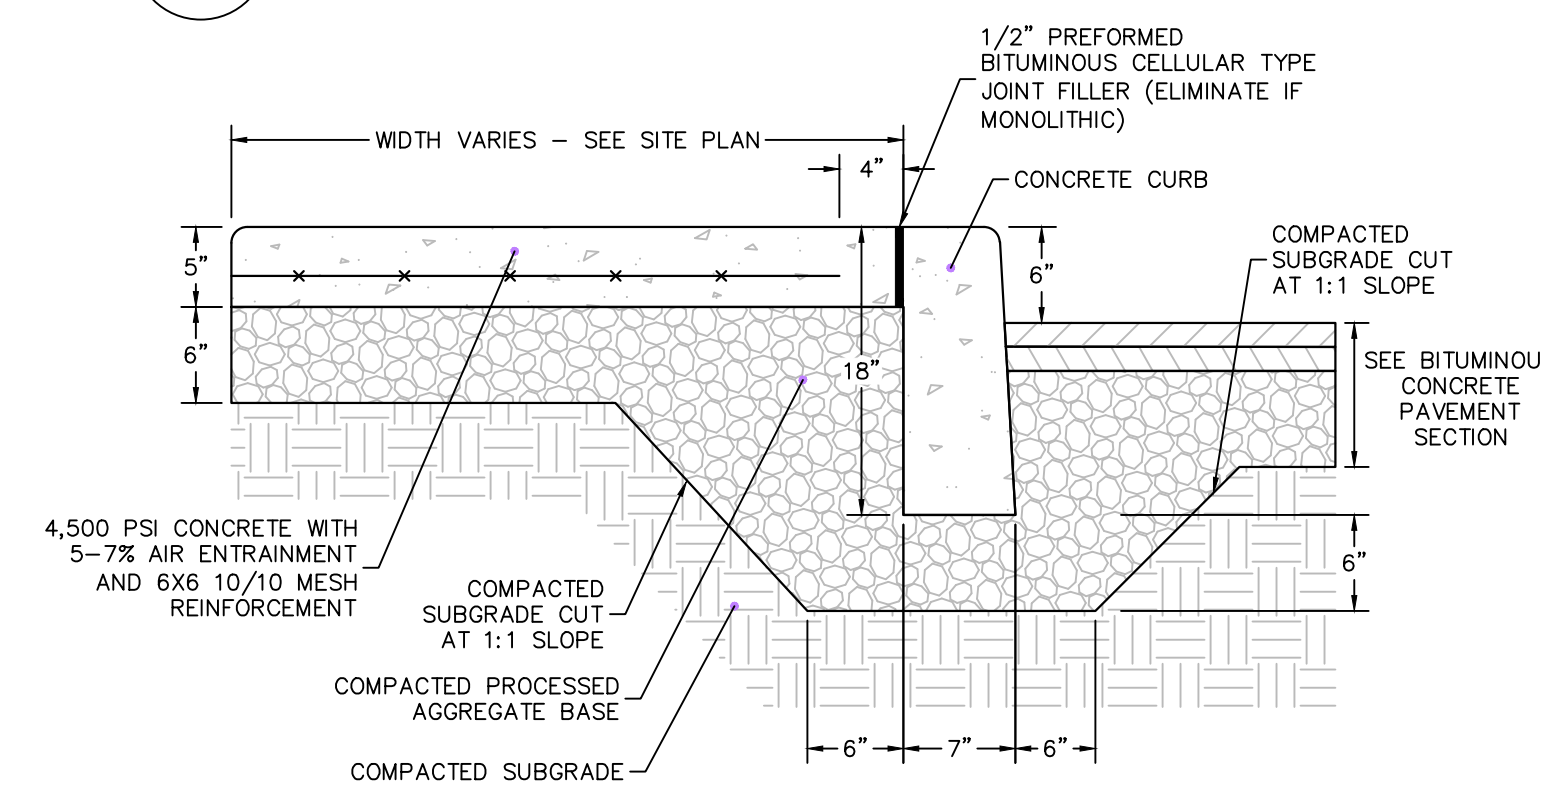 1/2" PREFORMED
BITUMINOUS CELLULAR TYPE
JOINT FILLER (ELIMINATE IF
MONOLITHIC)
WIDTH VARIES – SEE SITE PLAN
4"
CONCRETE CURB
COMPACTED
SUBGRADE CUT
AT 1:1 SLOPE
5"
6"
6"
18"
SEE BITUMINOU
CONCRETE
PAVEMENT
SECTION
4,500 PSI CONCRETE WITH
5–7% AIR ENTRAINMENT
AND 6X6 10/10 MESH
REINFORCEMENT
COMPACTED
SUBGRADE CUT
AT 1:1 SLOPE
6"
COMPACTED PROCESSED
AGGREGATE BASE
COMPACTED SUBGRADE
6"
7"
6"